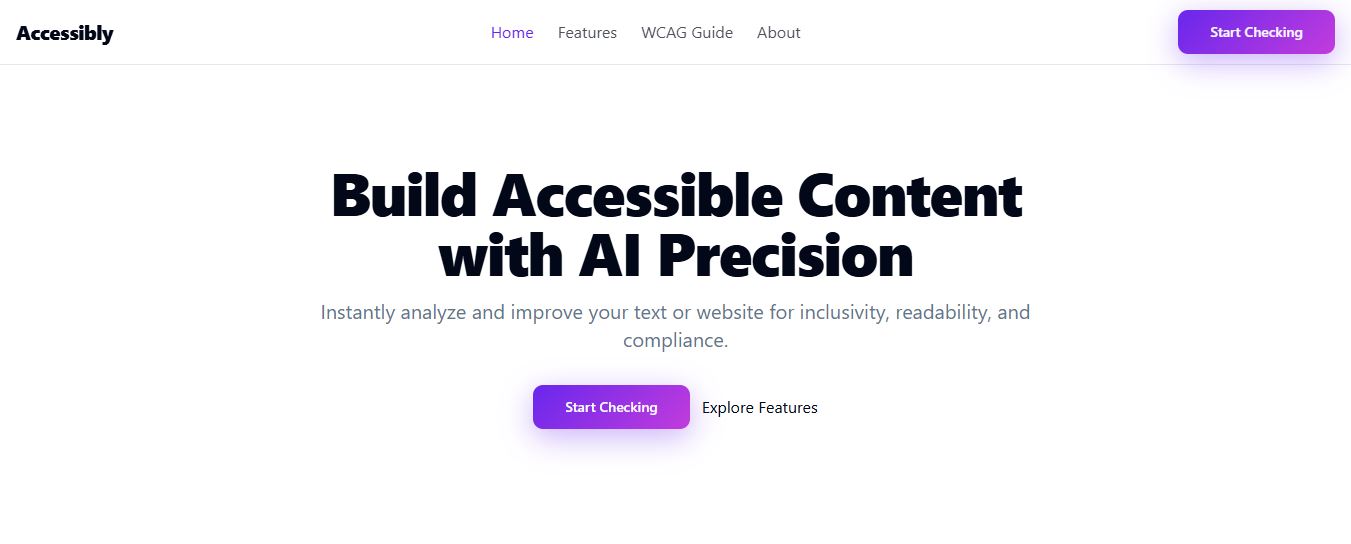 Accessibly
Home
Features
WCAG Guide
About
Start Checking
Build Accessible Content
with AI Precision
Instantly analyze and improve your text or website for inclusivity, readability, and
compliance.
Start Checking
Explore Features